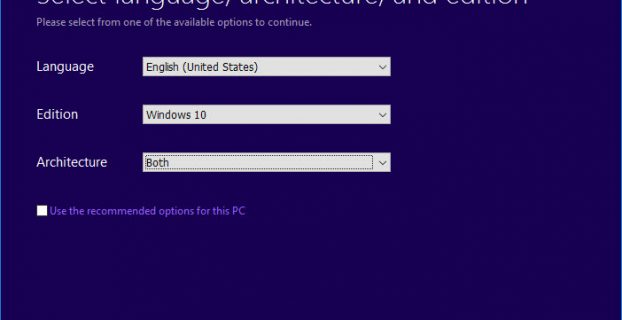 Select language, architecture, and edition
Please select from one of the available options to continue.
Language
English (United States)
Edition
Windows 10
Architecture
Both
Use the recommended options for this PC